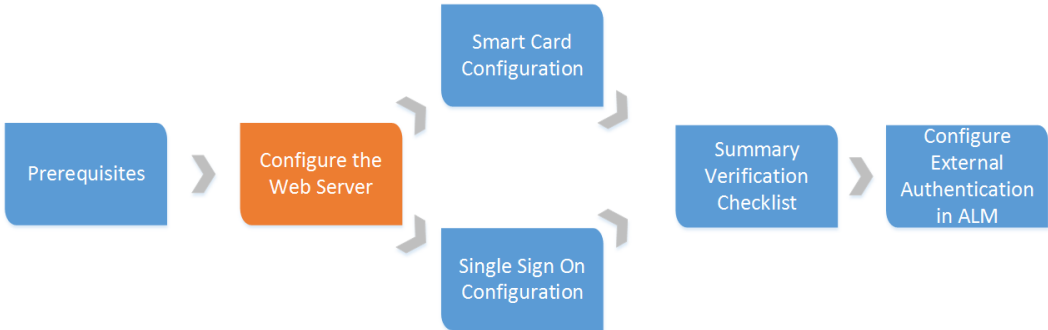 Prerequisites
Configure the
Web Server
Smart Card
Configuration
Single Sign On
Configuration
Summary
Verification
Checklist
Configure
External
Authentication
in ALM